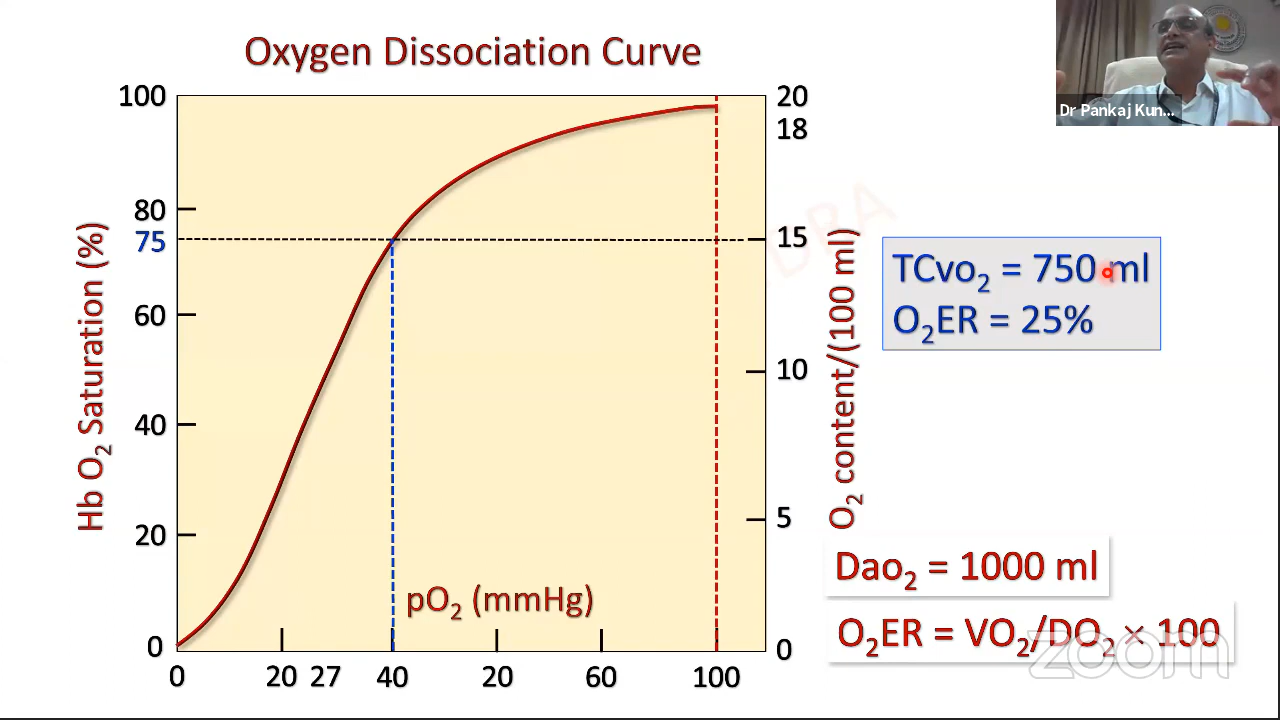 Oxygen Dissociation Curve
Dr Pankaj Kun...
Hb O₂ Saturation (%)
100
80
75
60
40
20
0
0
20
27
40
20
60
100
pO₂ (mmHg)
20
18
15
10
5
0
O₂ content/(100 ml)
TCvo₂ = 750 ml
O₂ER = 25%
Dao₂ = 1000 ml
O₂ER = VO₂/DO₂ × 100
zoom